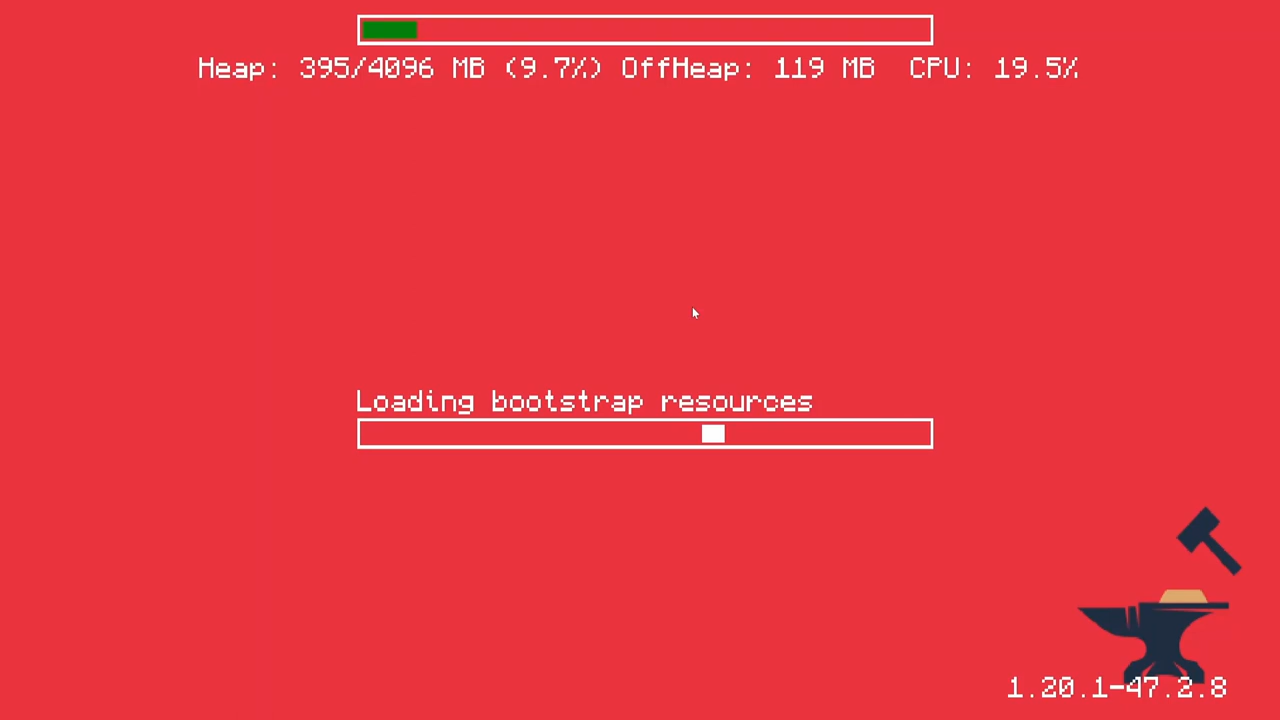 Heap: 395/4096 MB (9.7%) OffHeap: 119 MB  CPU: 19.5%
Loading bootstrap resources
1.20.1-47.2.8